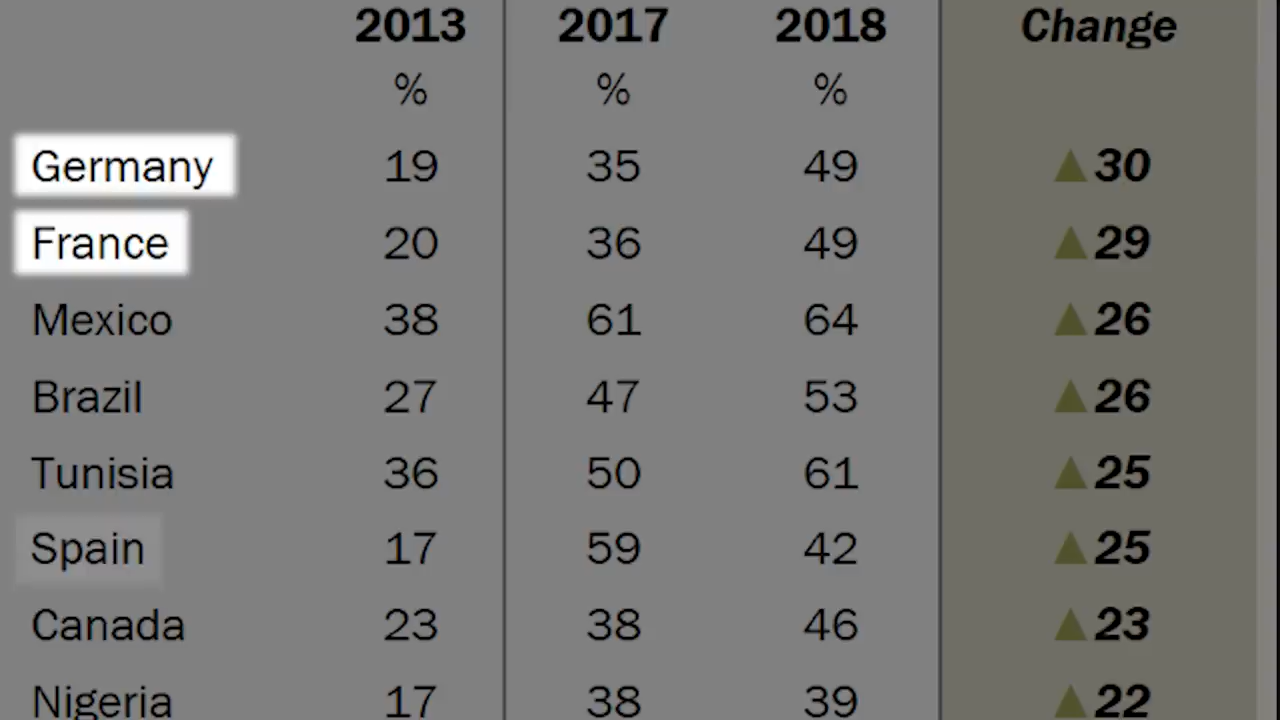 2013 2017 2018 Change
% % %
Germany 19 35 49 ▲30
France 20 36 49 ▲29
Mexico 38 61 64 ▲26
Brazil 27 47 53 ▲26
Tunisia 36 50 61 ▲25
Spain 17 59 42 ▲25
Canada 23 38 46 ▲23
Nigeria 17 38 39 ▲22